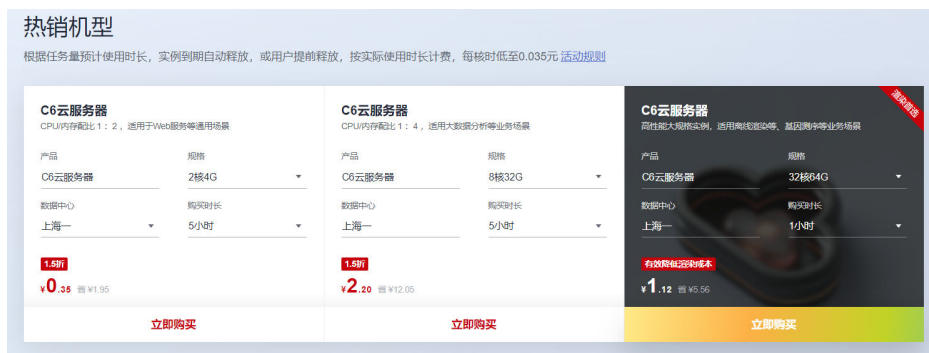 热销机型
根据任务量预计使用时长，实例到期自动释放，或用户提前释放，按实际使用时长计费，每核时低至0.035元 活动规则
C6云服务器
CPU/内存配比 1： 2 ，适用于Web服务等通用场景
产品
规格
C6云服务器
2核4G
数据中心
购买时长
上海一
5小时
1.5折
¥0.35 省 ¥1.95
立即购买
C6云服务器
CPU/内存配比 1： 4 ，适用大数据分析等业务场景
产品
规格
C6云服务器
8核32G
数据中心
购买时长
上海一
5小时
1.5折
¥2.20 省 ¥12.05
立即购买
渲染首选
C6云服务器
高性能大规格实例，适用离线渲染等、基因测序等业务场景
产品
规格
C6云服务器
32核64G
数据中心
购买时长
上海一
1小时
有效降低渲染成本
¥1.12 省 ¥5.56
立即购买